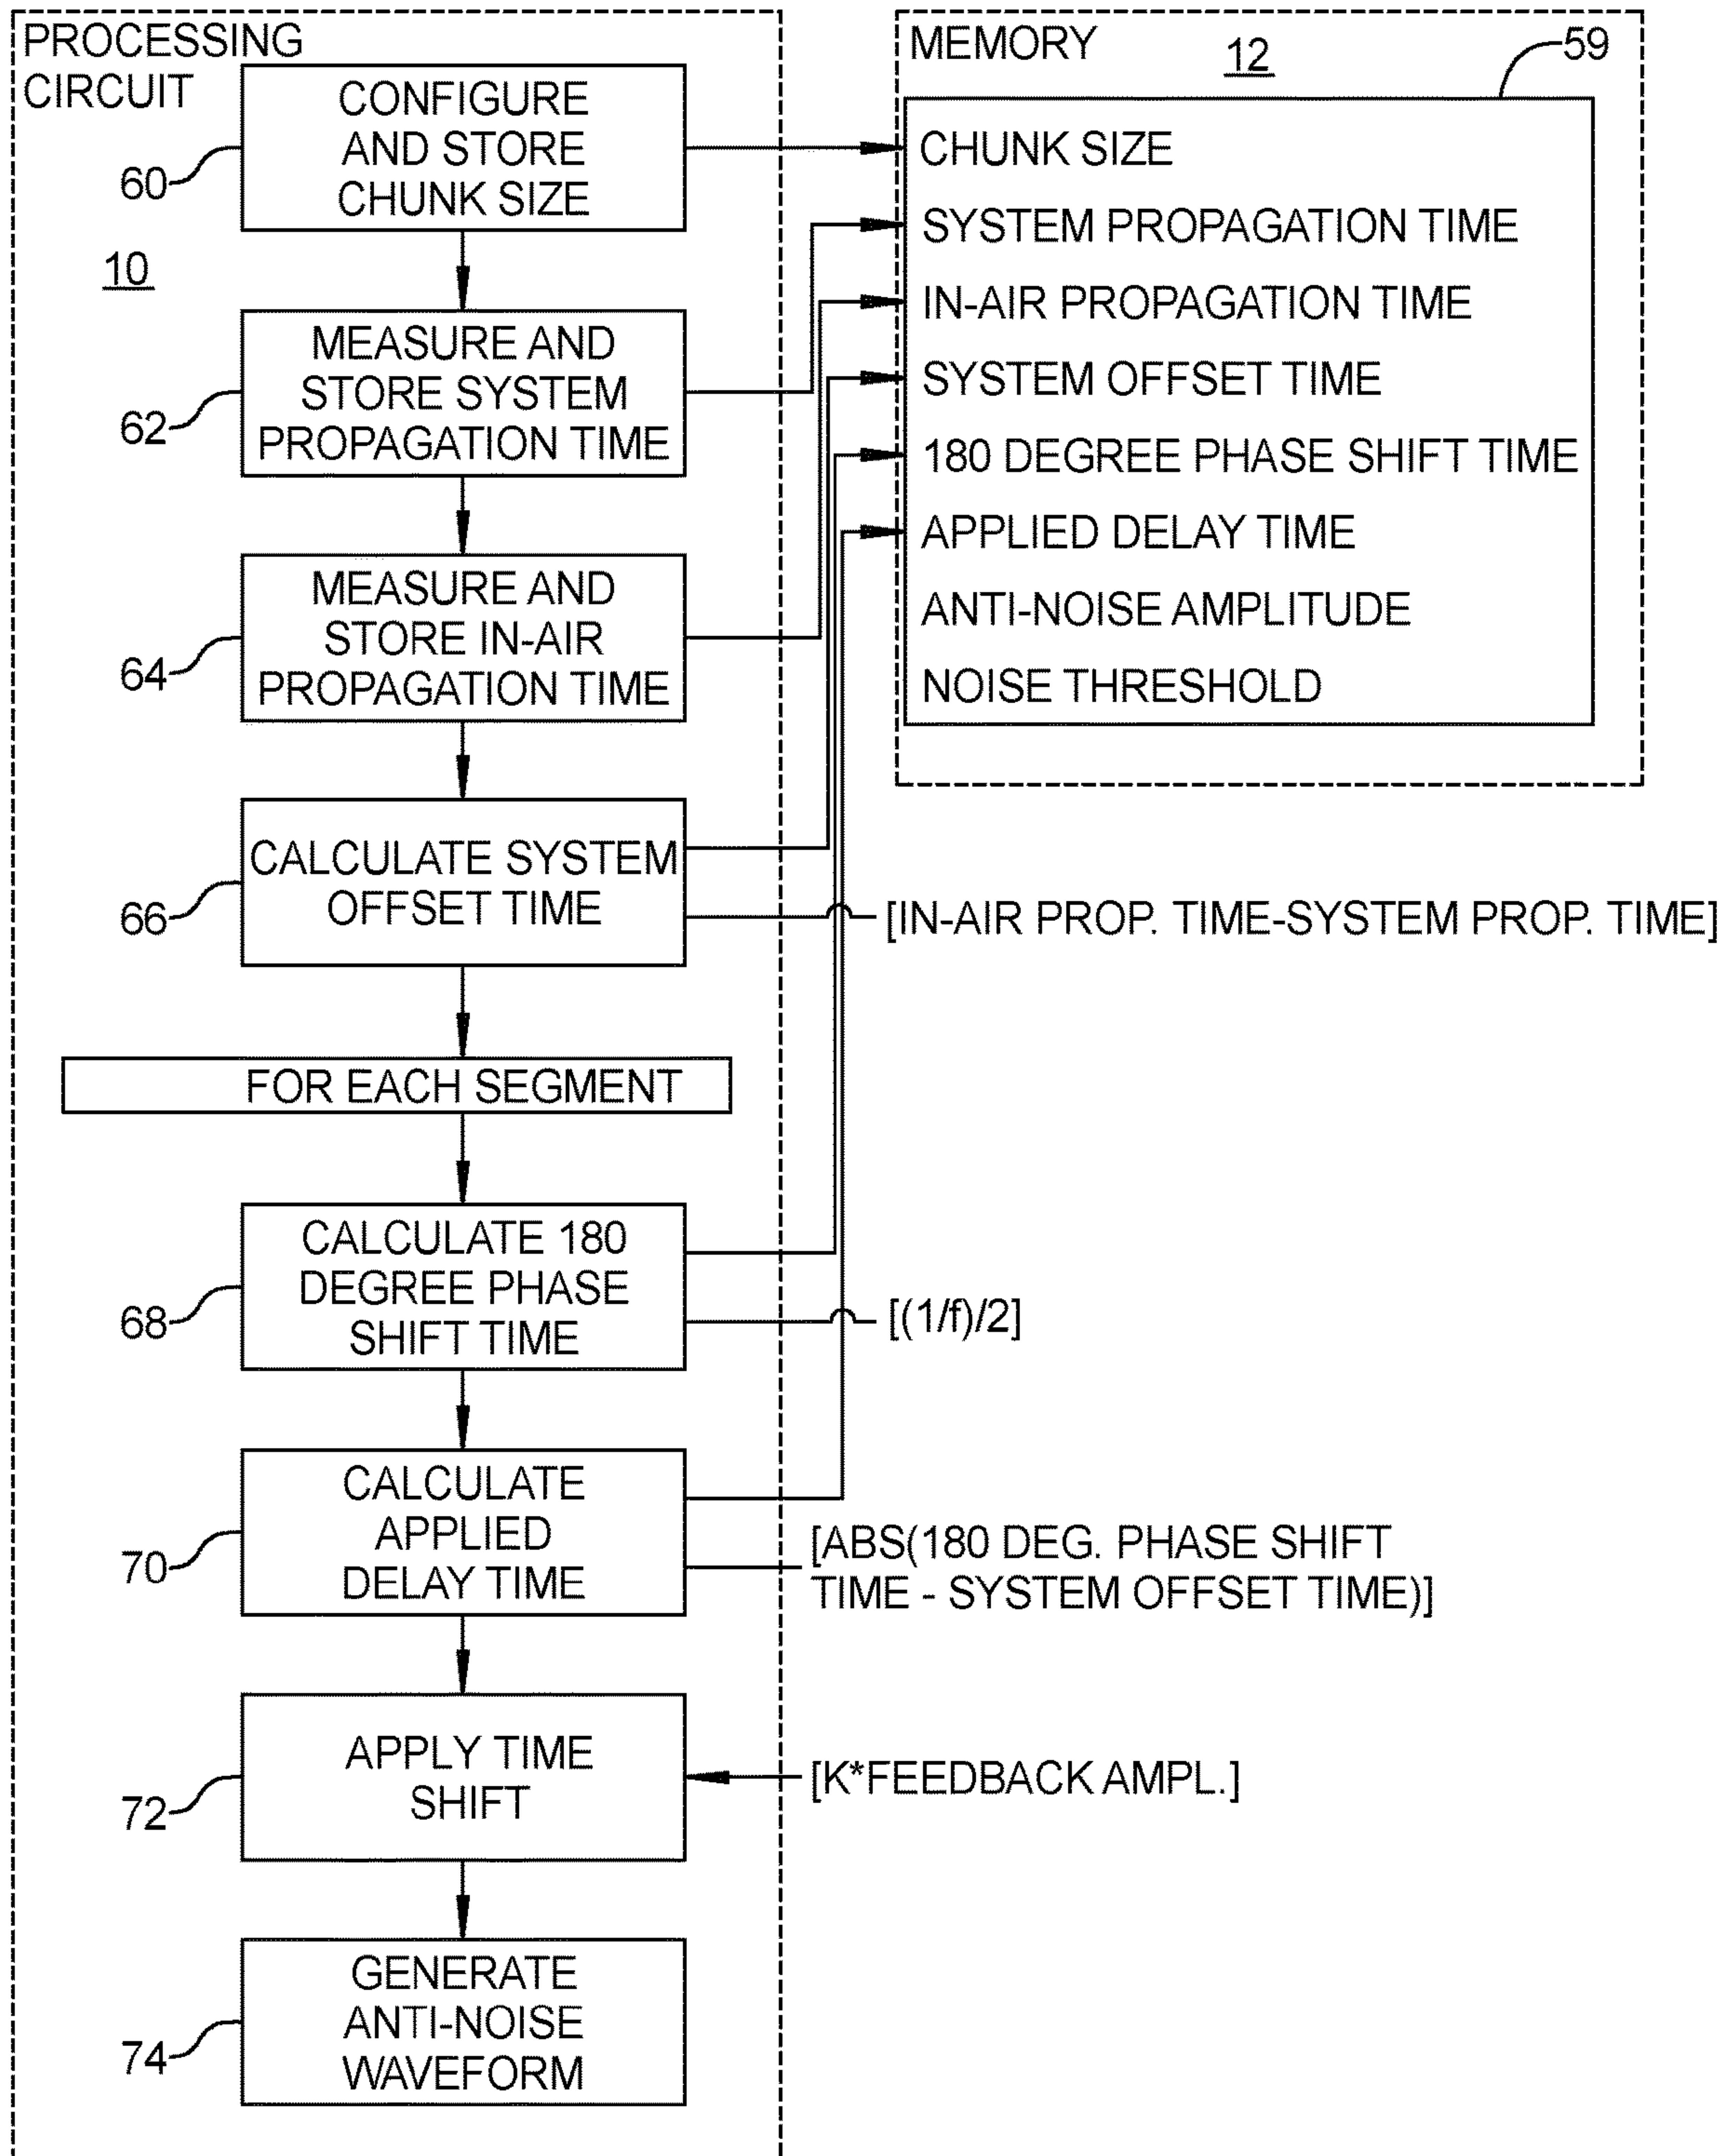 PROCESSING
CIRCUIT
10
CONFIGURE
AND STORE
CHUNK SIZE
60
MEASURE AND
STORE SYSTEM
PROPAGATION TIME
62
MEASURE AND
STORE IN-AIR
PROPAGATION TIME
64
CALCULATE SYSTEM
OFFSET TIME
66
[IN-AIR PROP. TIME-SYSTEM PROP. TIME]
FOR EACH SEGMENT
CALCULATE 180
DEGREE PHASE
SHIFT TIME
68
[(1/f)/2]
CALCULATE
APPLIED
DELAY TIME
70
[ABS(180 DEG. PHASE SHIFT
TIME - SYSTEM OFFSET TIME)]
APPLY TIME
SHIFT
72
[K*FEEDBACK AMPL.]
GENERATE
ANTI-NOISE
WAVEFORM
74
MEMORY
12
59
CHUNK SIZE
SYSTEM PROPAGATION TIME
IN-AIR PROPAGATION TIME
SYSTEM OFFSET TIME
180 DEGREE PHASE SHIFT TIME
APPLIED DELAY TIME
ANTI-NOISE AMPLITUDE
NOISE THRESHOLD